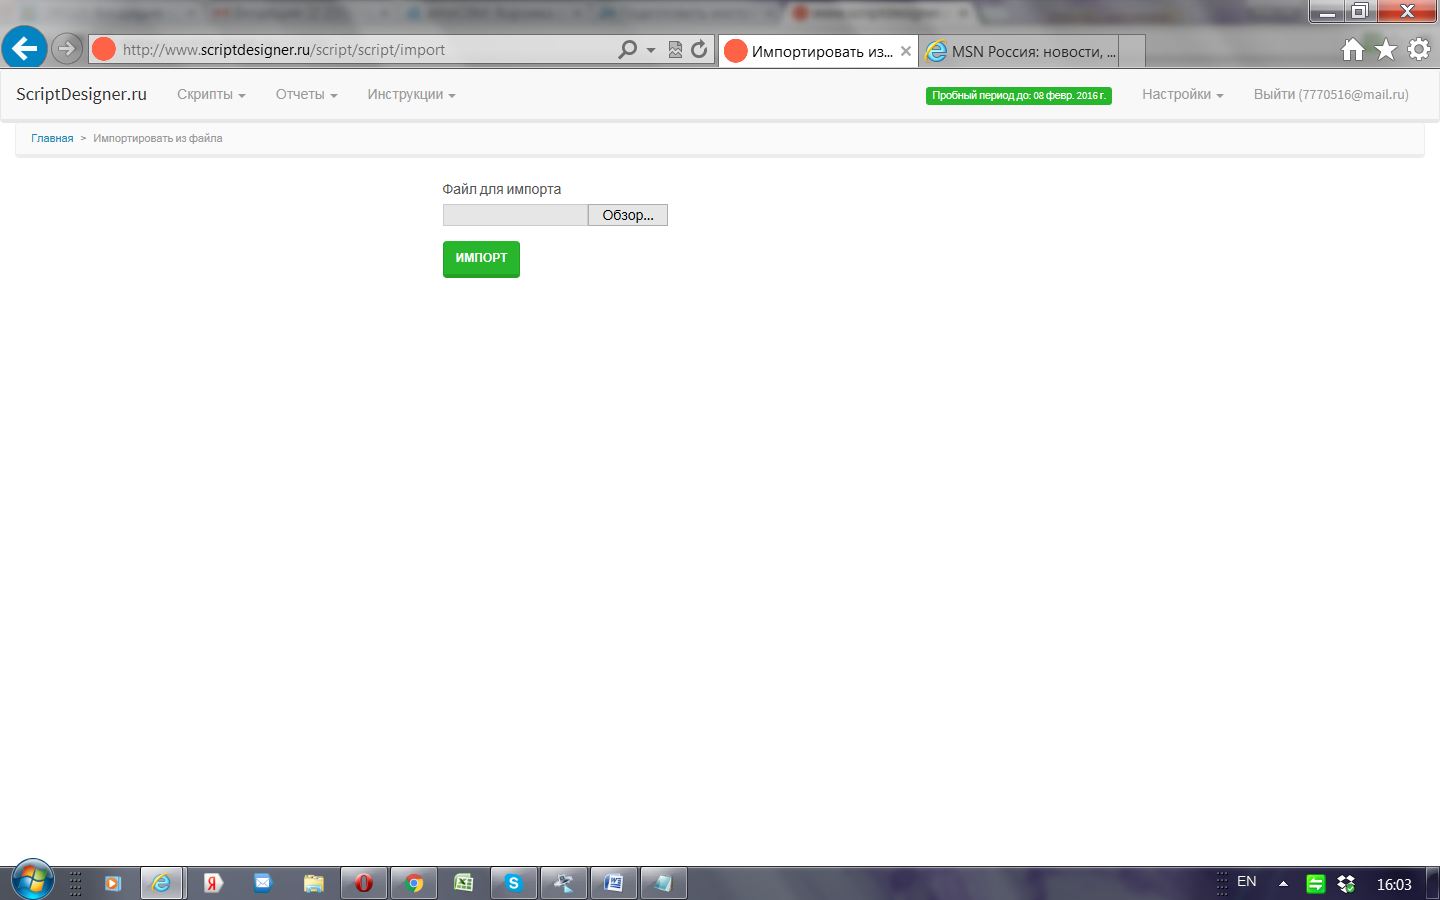 http://www.scriptdesigner.ru/script/script/import
Импортировать из...
MSN Россия: новости, ...
ScriptDesigner.ru
Скрипты
Отчеты
Инструкции
Пробный период до: 08 февр. 2016 г.
Настройки
Выйти (7770516@mail.ru)
Главная > Импортировать из файла
Файл для импорта
Обзор...
ИМПОРТ
EN
16:03